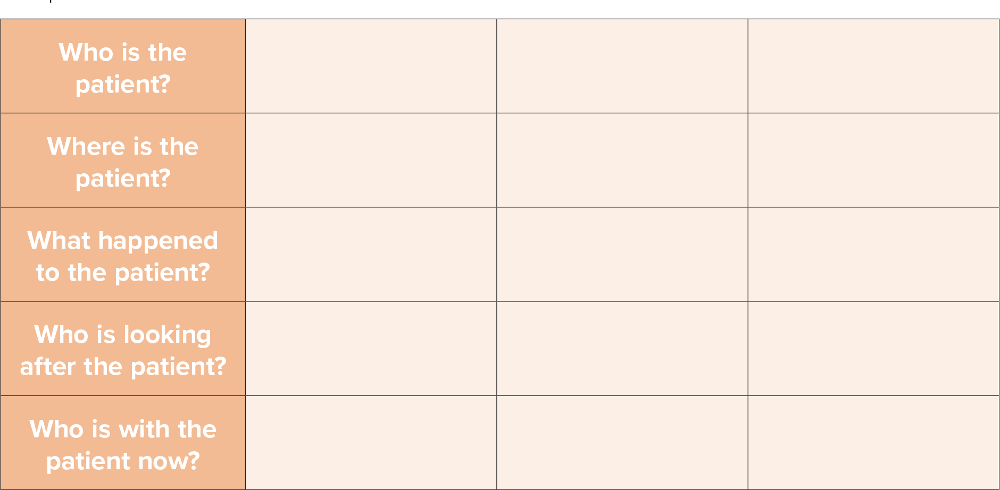 Who is the
patient?
Where is the
patient?
What happened
to the patient?
Who is looking
after the patient?
Who is with the
patient now?